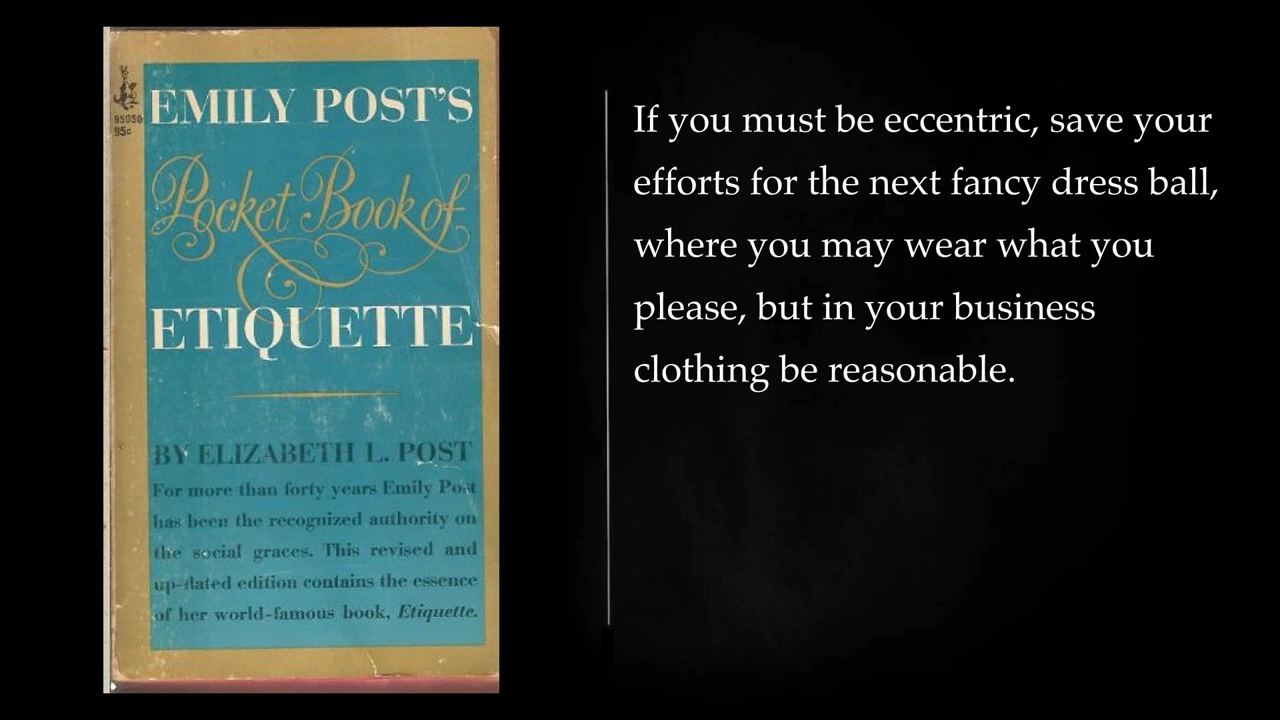 95050
95c
EMILY POST'S
Pocket Book of
ETIQUETTE
BY ELIZABETH L. POST
For more than forty years Emily Post
has been the recognized authority on
the social graces. This revised and
up-dated edition contains the essence
of her world-famous book, Etiquette.
If you must be eccentric, save your
efforts for the next fancy dress ball,
where you may wear what you
please, but in your business
clothing be reasonable.